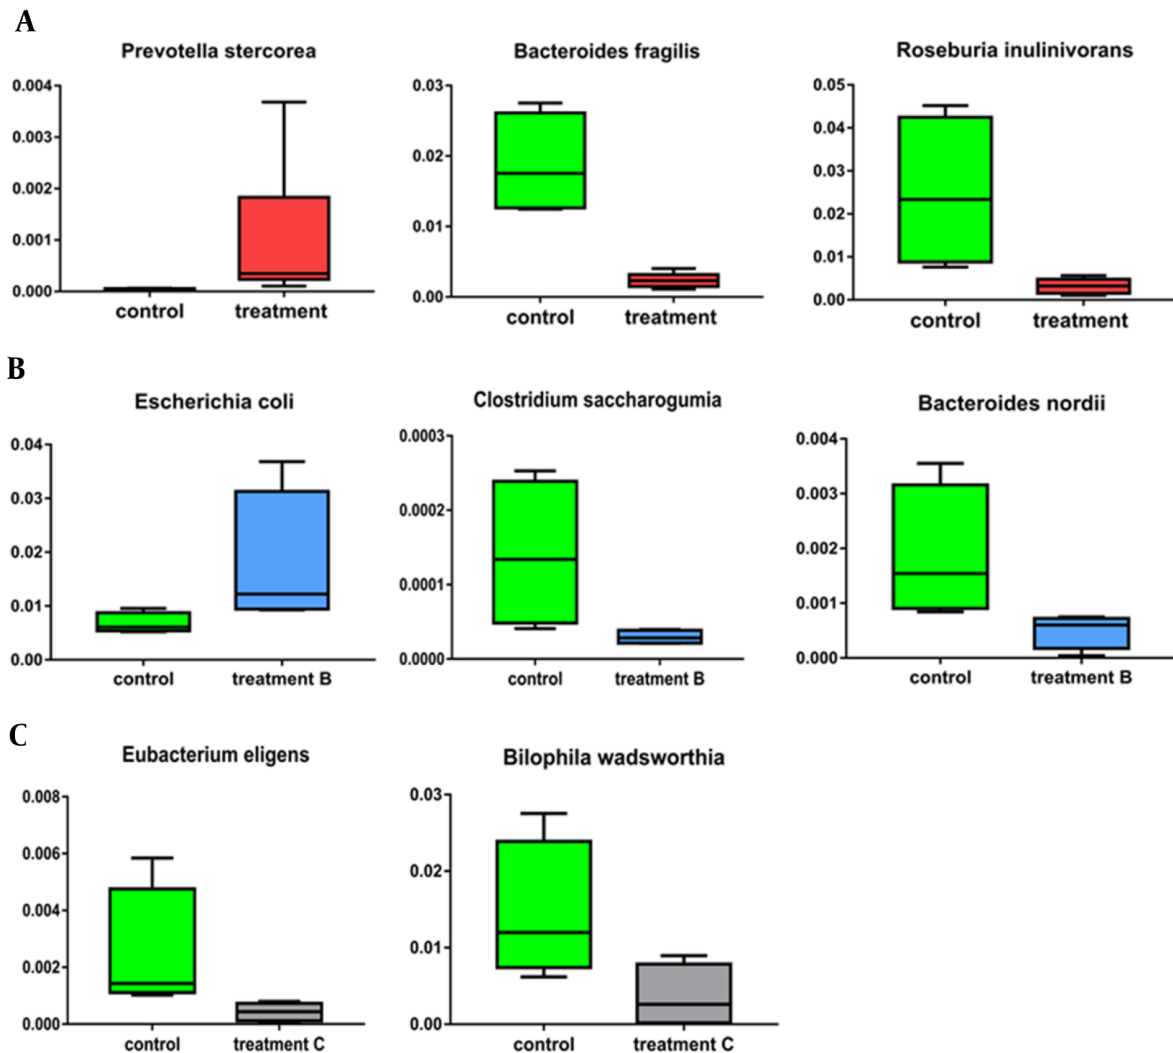 A
Prevotella stercorea
0.004
0.003
0.002
0.001
0.000
control treatment
Bacteroides fragilis
0.03
0.02
0.01
0.00
control treatment
Roseburia inulinivorans
0.05
0.04
0.03
0.02
0.01
0.00
control treatment
B
Escherichia coli
0.04
0.03
0.02
0.01
0.00
control treatment B
Clostridium saccharogumia
0.0003
0.0002
0.0001
0.0000
control treatment B
Bacteroides nordii
0.004
0.003
0.002
0.001
0.000
control treatment B
C
Eubacterium eligens
0.008
0.006
0.004
0.002
0.000
control treatment C
Bilophila wadsworthia
0.03
0.02
0.01
0.00
control treatment C